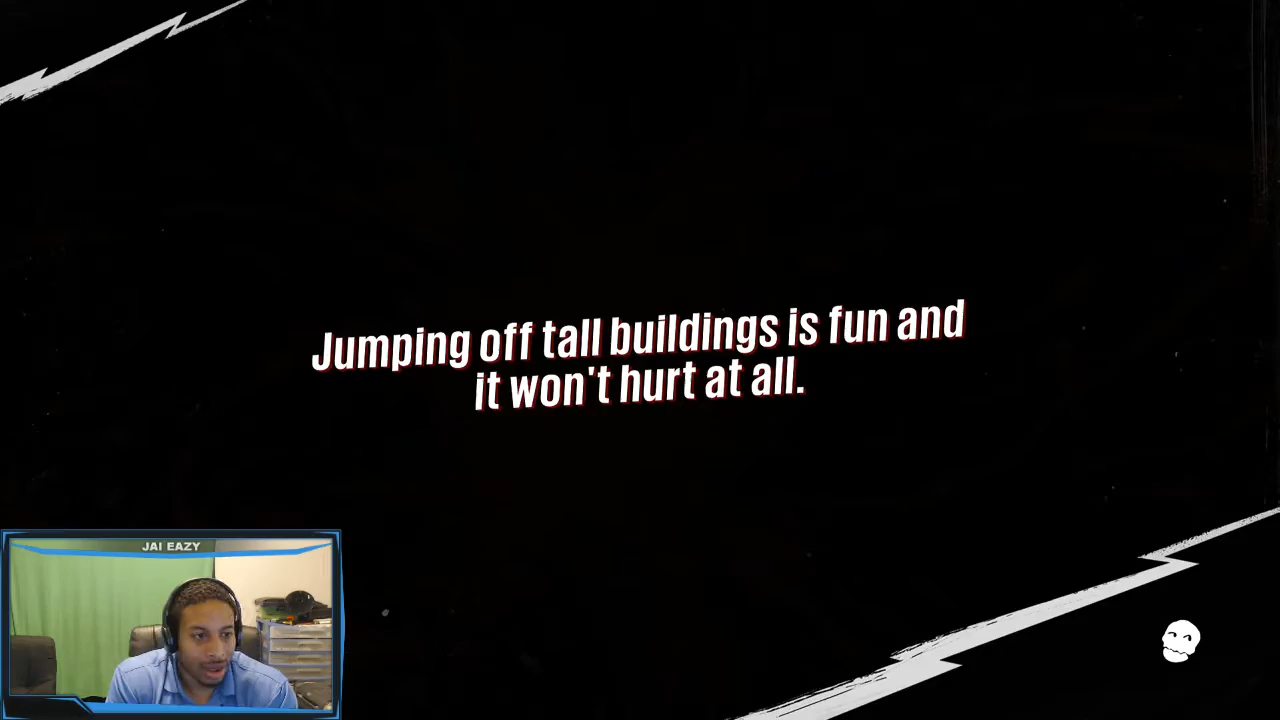 Jumping off tall buildings is fun and
it won't hurt at all.
JAI EAZY